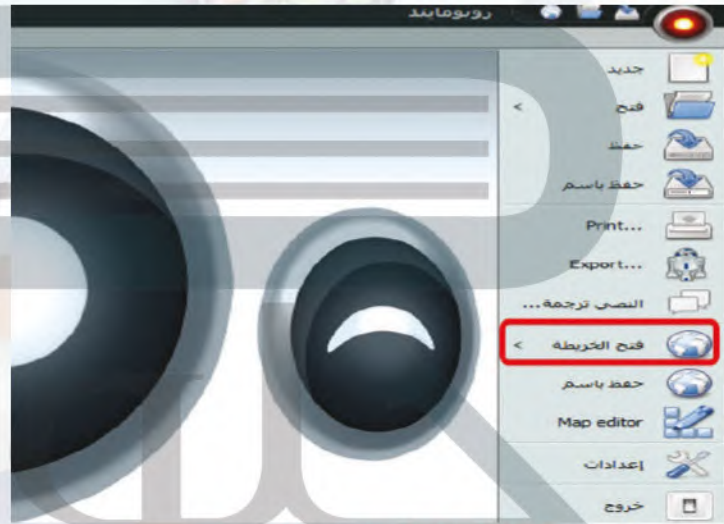 روبومايند
جديد
فتح >
حفظ
حفظ باسم
Print...
Export...
النصي ترجمة...
فتح الخريطة >
حفظ باسم
Map editor
إعدادات
خروج